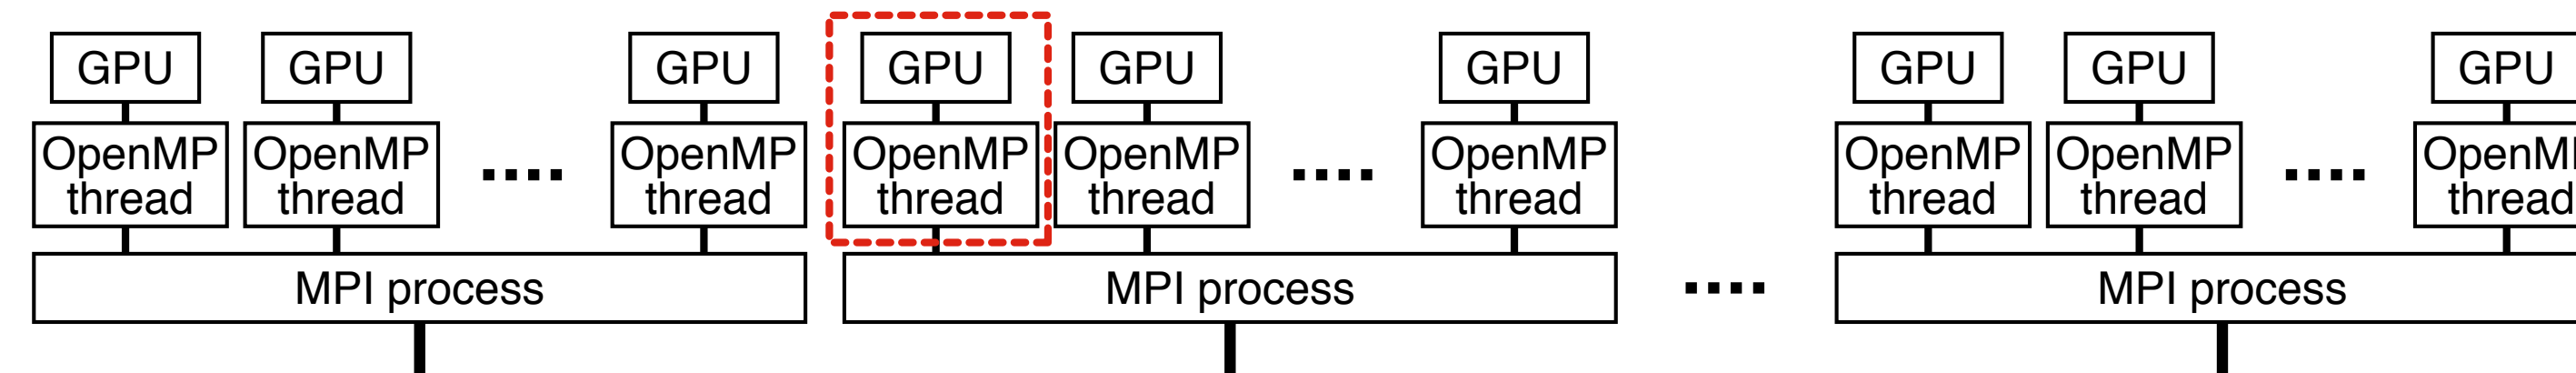 GPU GPU GPU GPU GPU GPU GPU GPU GPU
OpenMP OpenMP OpenMP OpenMP OpenMP OpenMP OpenMP OpenMP OpenM
thread thread thread thread thread thread thread thread thread
MPI process MPI process MPI process